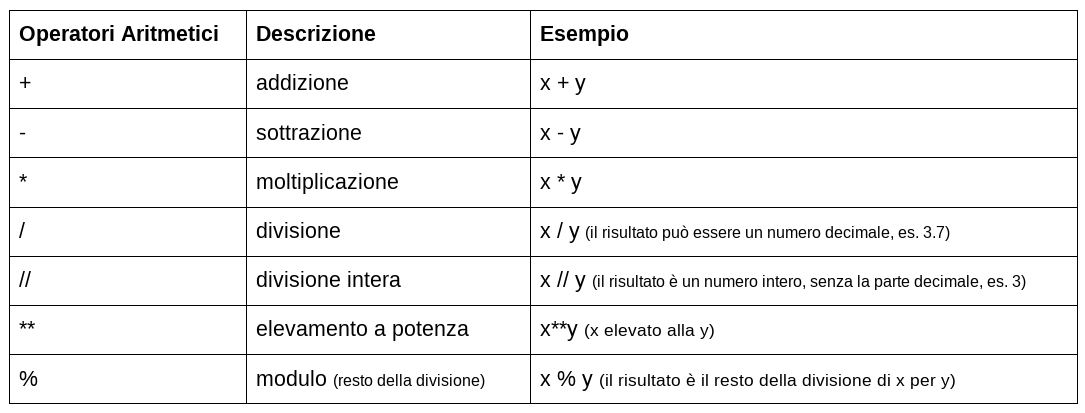 Operatori Aritmetici Descrizione Esempio
+ addizione x + y
- sottrazione x - y
* moltiplicazione x * y
/ divisione x / y (il risultato può essere un numero decimale, es. 3.7)
// divisione intera x // y (il risultato è un numero intero, senza la parte decimale, es. 3)
** elevamento a potenza x**y (x elevato alla y)
% modulo (resto della divisione) x % y (il risultato è il resto della divisione di x per y)